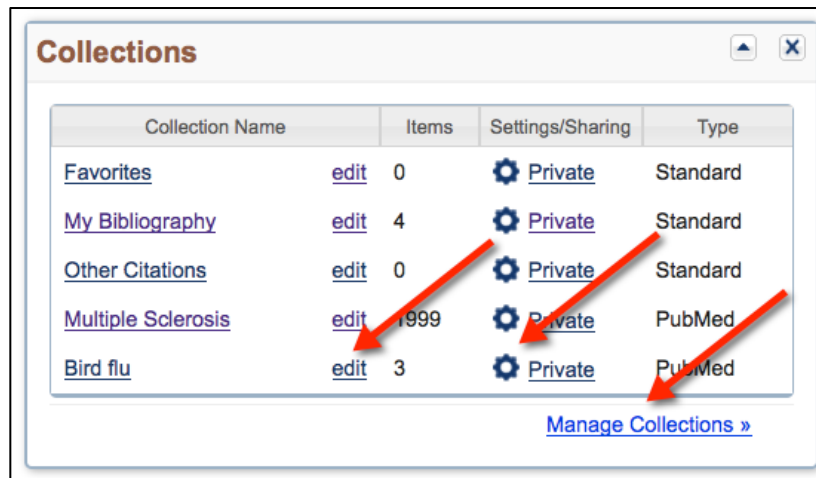 Collections
Collection Name Items Settings/Sharing Type
Favorites edit 0 Private Standard
My Bibliography edit 4 Private Standard
Other Citations edit 0 Private Standard
Multiple Sclerosis edit 1999 Private PubMed
Bird flu edit 3 Private PubMed
Manage Collections »